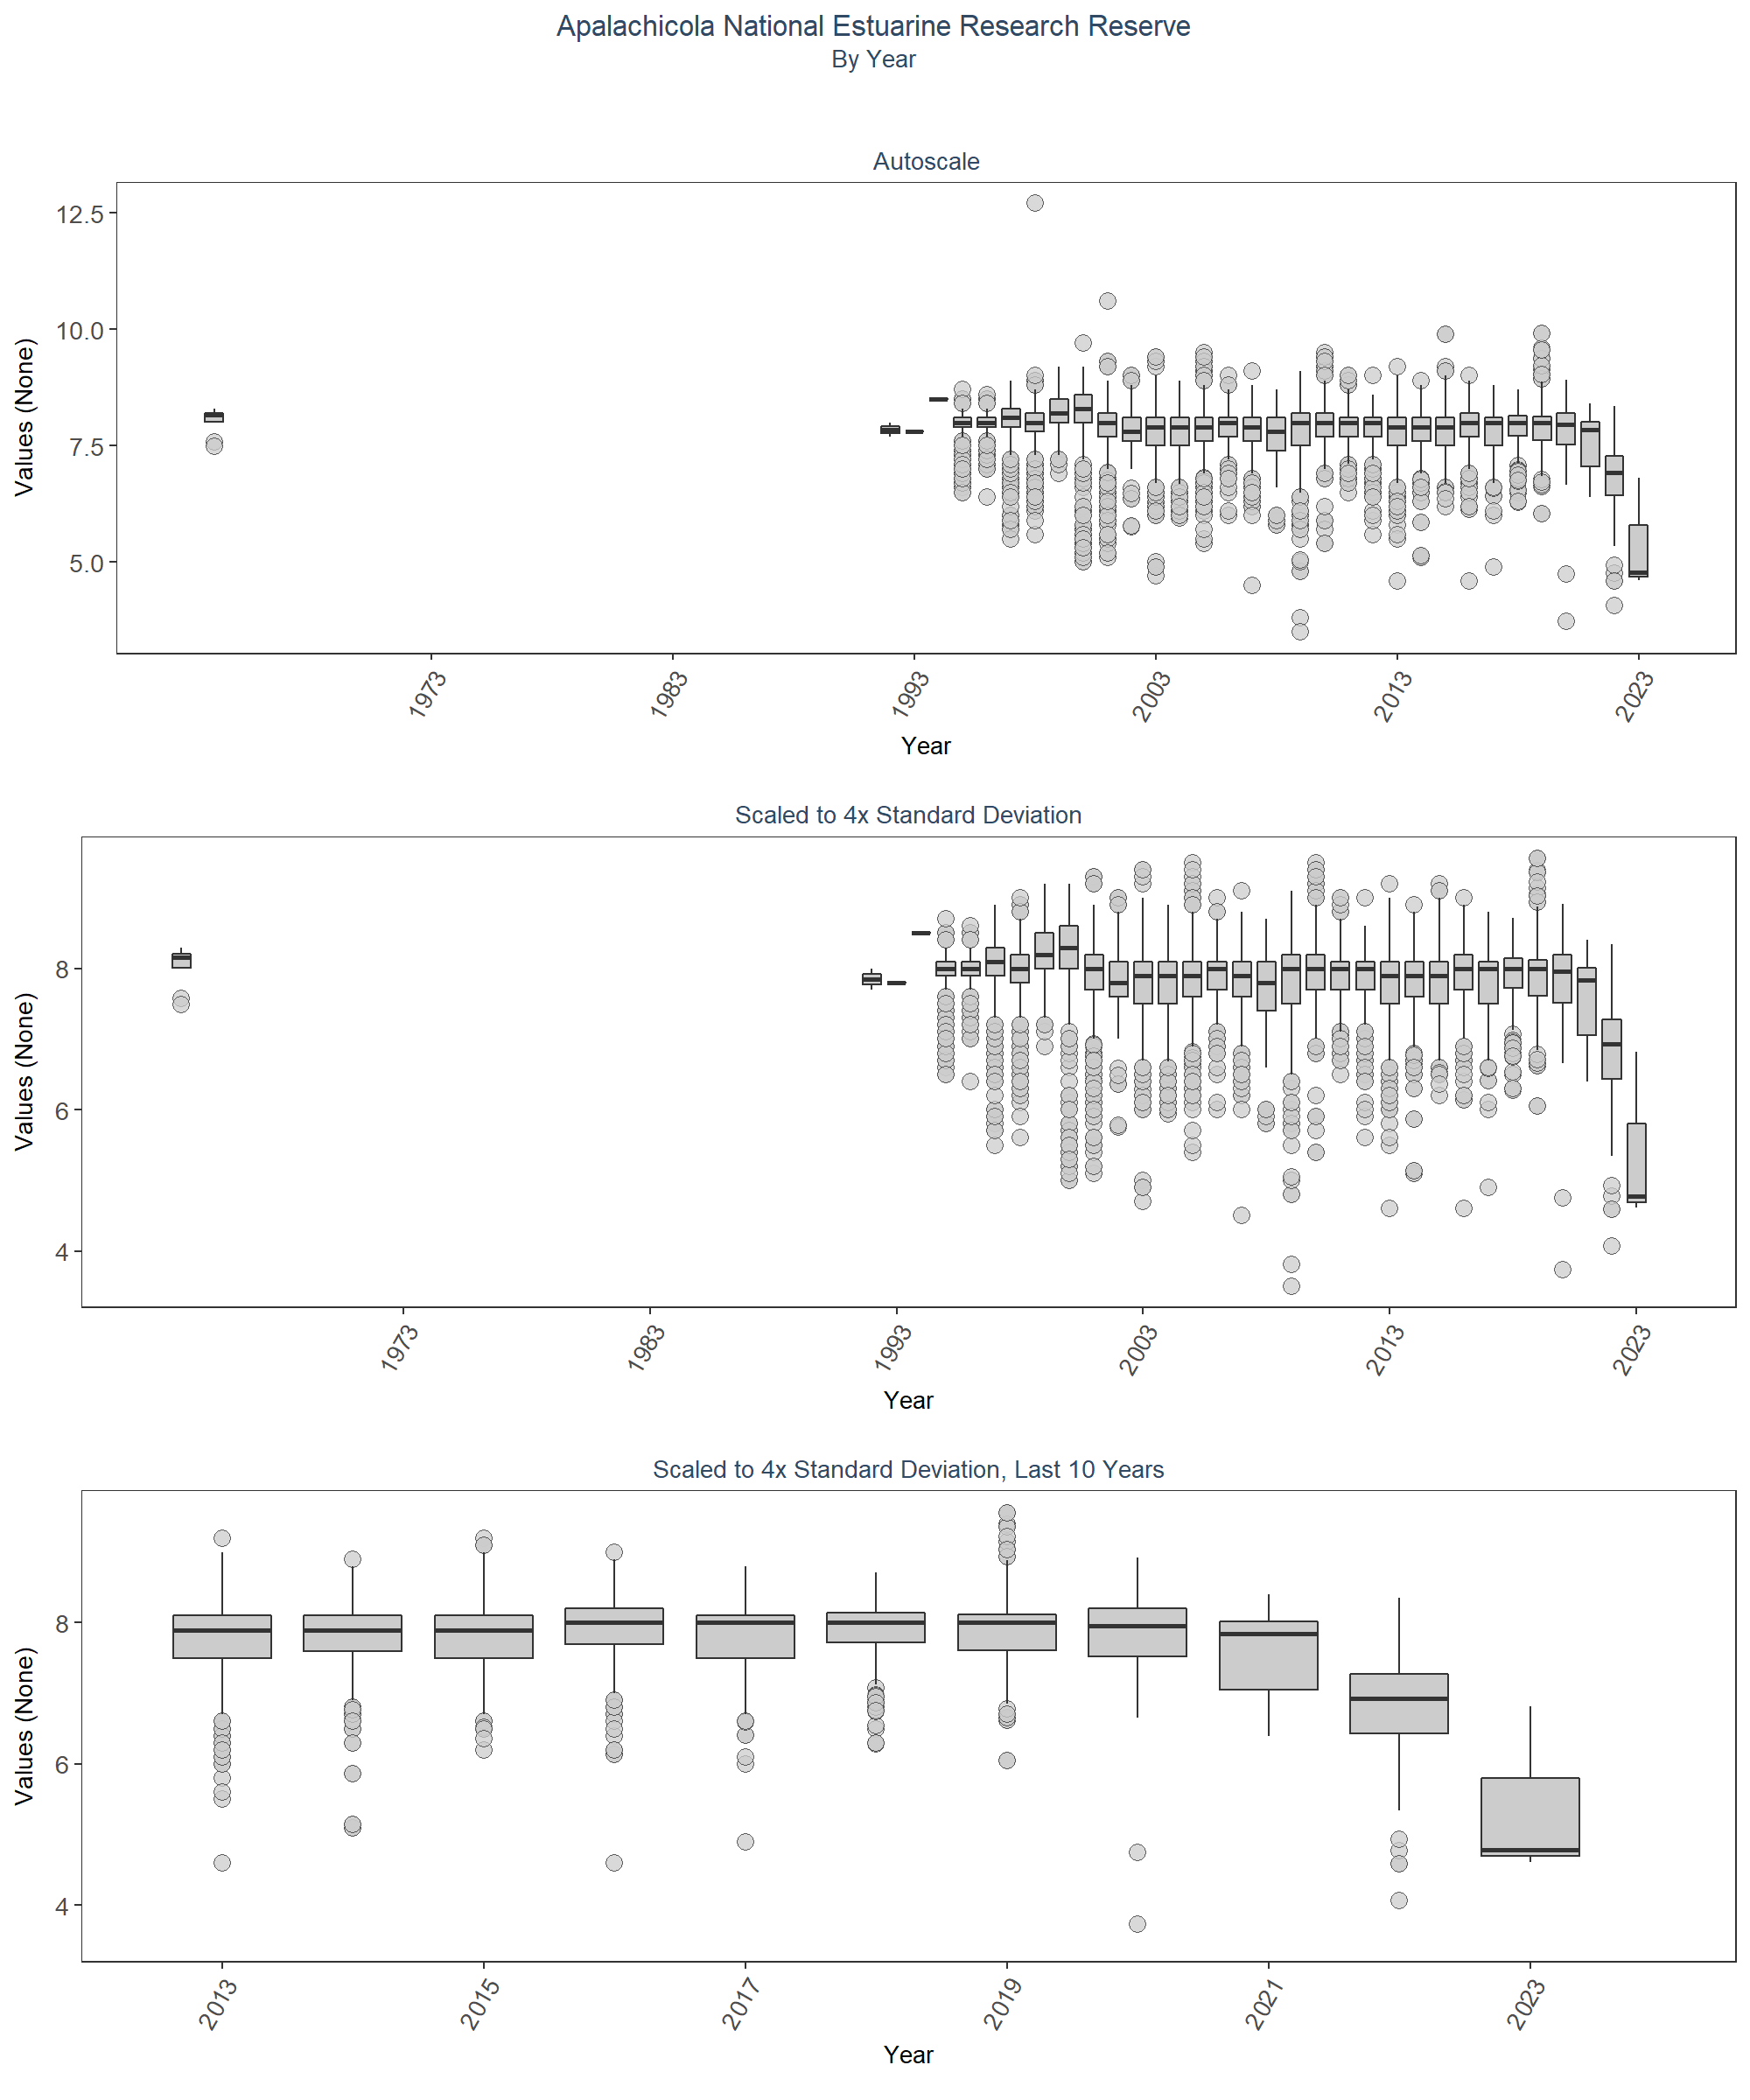 Apalachicola National Estuarine Research Reserve
By Year
Autoscale
Values (None)
12.5
10.0
7.5
5.0
1973 1983 1993 2003 2013 2023
Year
Scaled to 4x Standard Deviation
Values (None)
8
6
4
1973 1983 1993 2003 2013 2023
Year
Scaled to 4x Standard Deviation, Last 10 Years
Values (None)
8
6
4
2013 2015 2017 2019 2021 2023
Year